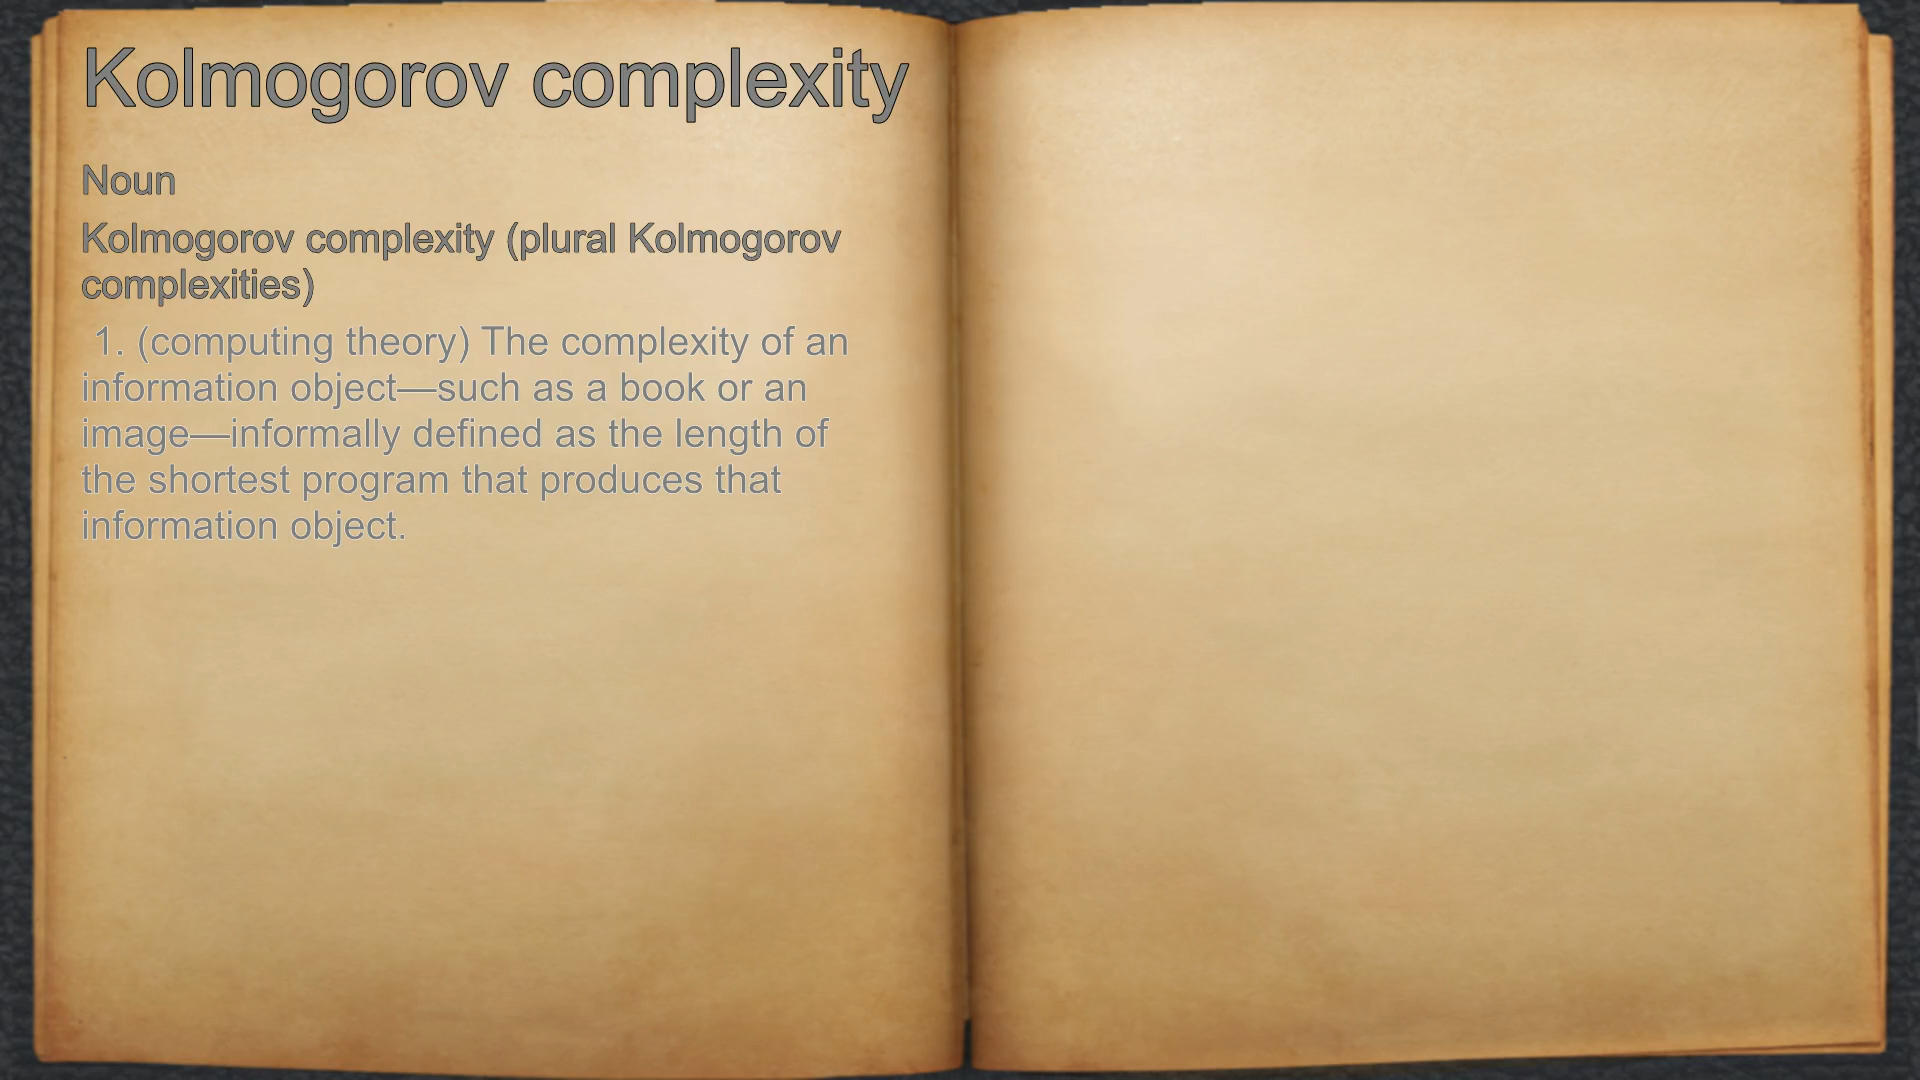 Kolmogorov complexity
Noun
Kolmogorov complexity (plural Kolmogorov
complexities)
1. (computing theory) The complexity of an
information object—such as a book or an
image—informally defined as the length of
the shortest program that produces that
information object.